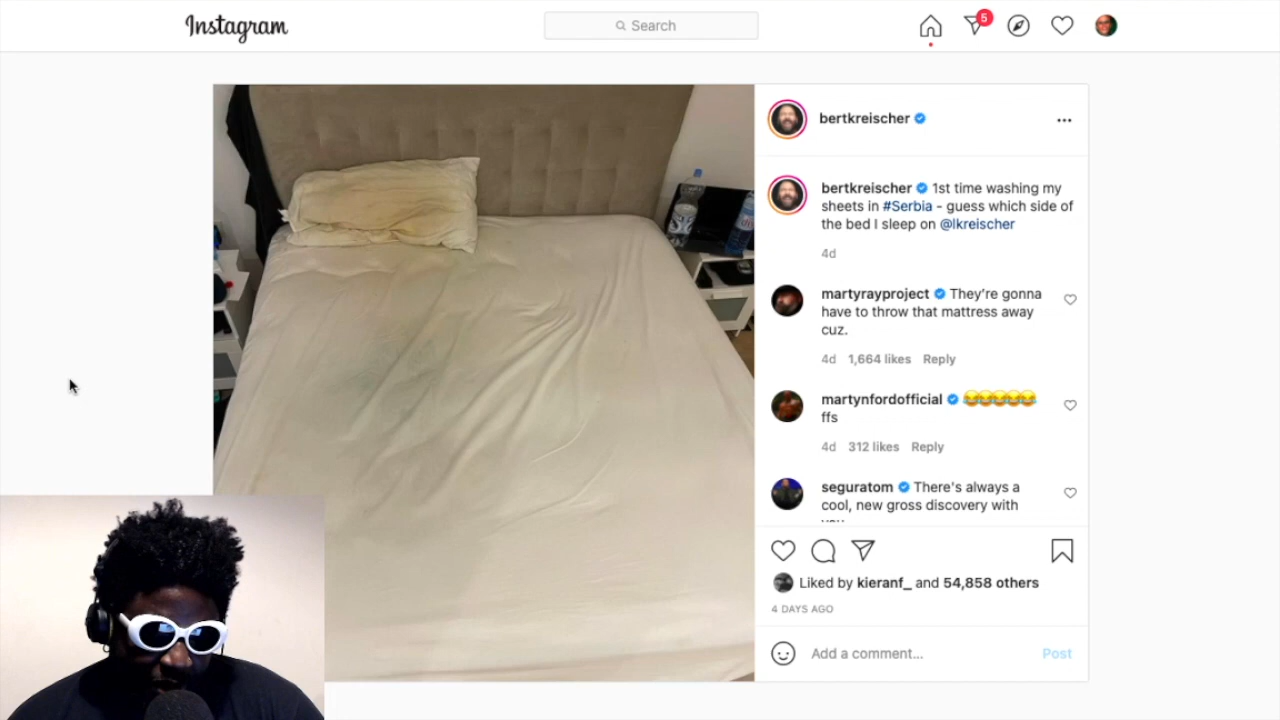 Instagram
Search
5
bertkreischer
bertkreischer 1st time washing my
sheets in #Serbia - guess which side of
the bed I sleep on @lkreischer
4d
martyrayproject They're gonna
have to throw that mattress away
cuz.
4d 1,664 likes Reply
martynfordofficial 😂😂😂😂😂
ffs
4d 312 likes Reply
seguratom There's always a
cool, new gross discovery with
you
Liked by kieranf_ and 54,858 others
4 DAYS AGO
Add a comment... Post